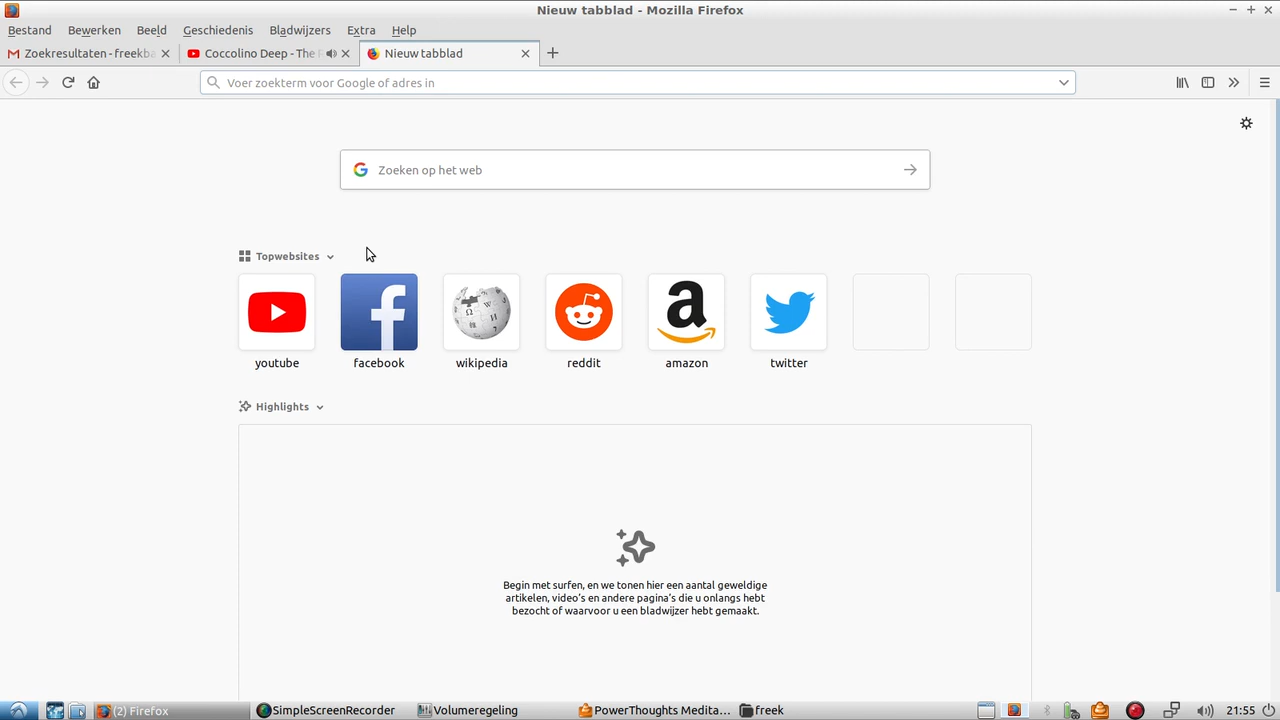 Nieuw tabblad - Mozilla Firefox
Bestand Bewerken Beeld Geschiedenis Bladwijzers Extra Help
Zoekresultaten - freekba Coccolino Deep - The F Nieuw tabblad
Voer zoekterm voor Google of adres in
Zoeken op het web
Topwebsites
youtube facebook wikipedia reddit amazon twitter
Highlights
Begin met surfen, en we tonen hier een aantal geweldige
artikelen, video's en andere pagina's die u onlangs hebt
bezocht of waarvoor u een bladwijzer hebt gemaakt.
(2) Firefox SimpleScreenRecorder Volumeregeling PowerThoughts Medita... freek 21:55